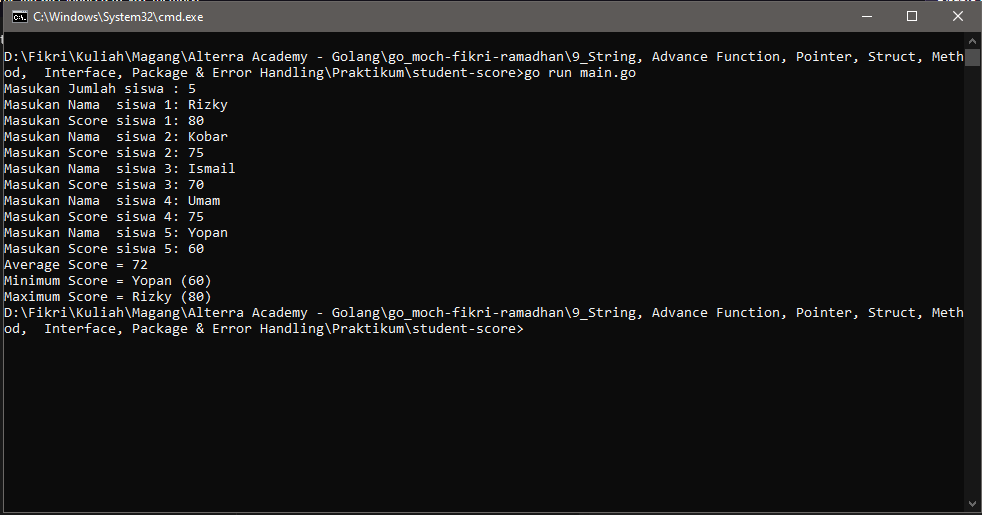 C:\Windows\System32\cmd.exe
D:\Fikri\Kuliah\Magang\Alterra Academy - Golang\go_moch-fikri-ramadhan\9_String, Advance Function, Pointer, Struct, Meth
od,  Interface, Package & Error Handling\Praktikum\student-score>go run main.go
Masukan Jumlah siswa : 5
Masukan Nama  siswa 1: Rizky
Masukan Score siswa 1: 80
Masukan Nama  siswa 2: Kobar
Masukan Score siswa 2: 75
Masukan Nama  siswa 3: Ismail
Masukan Score siswa 3: 70
Masukan Nama  siswa 4: Umam
Masukan Score siswa 4: 75
Masukan Nama  siswa 5: Yopan
Masukan Score siswa 5: 60
Average Score = 72
Minimum Score = Yopan (60)
Maximum Score = Rizky (80)
D:\Fikri\Kuliah\Magang\Alterra Academy - Golang\go_moch-fikri-ramadhan\9_String, Advance Function, Pointer, Struct, Meth
od,  Interface, Package & Error Handling\Praktikum\student-score>